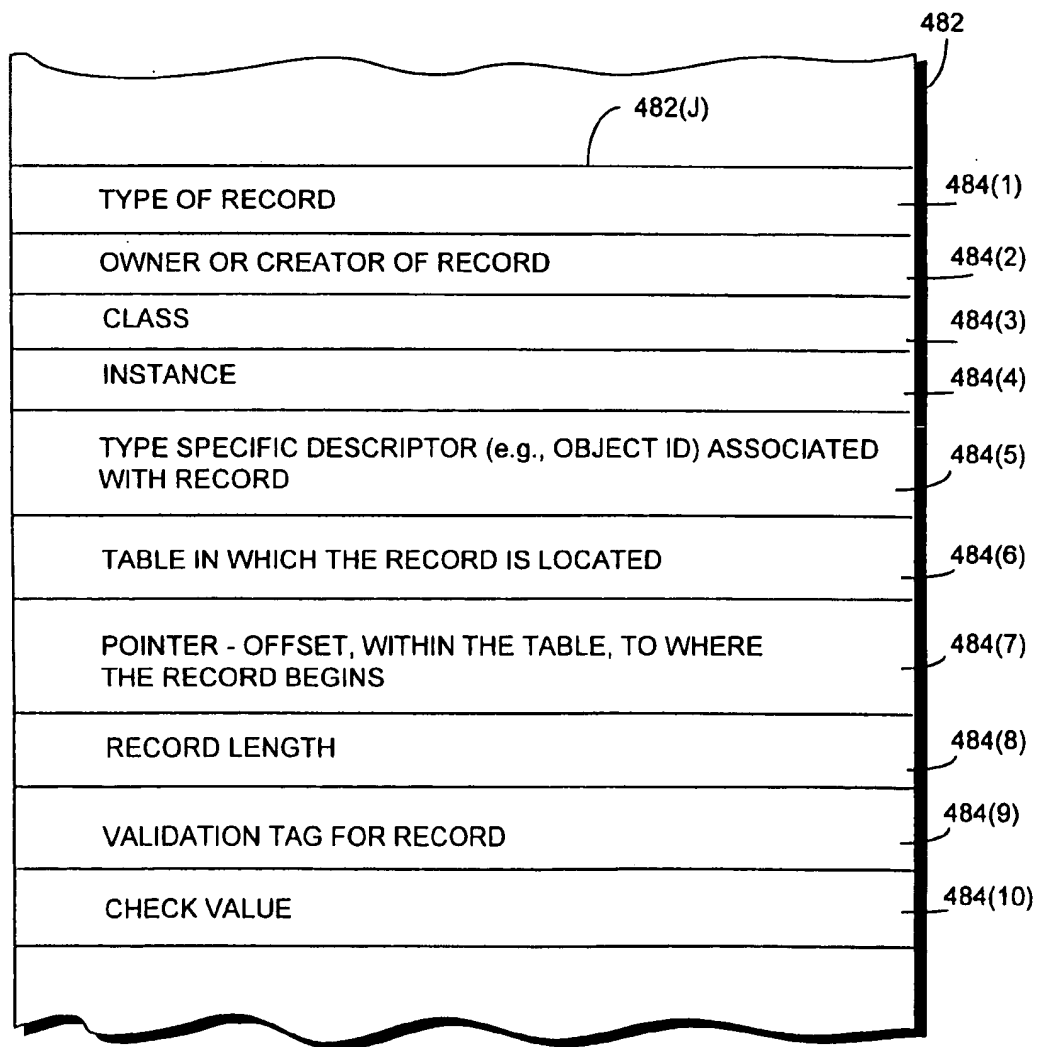 482
482(J)
TYPE OF RECORD
484(1)
OWNER OR CREATOR OF RECORD
484(2)
CLASS
484(3)
INSTANCE
484(4)
TYPE SPECIFIC DESCRIPTOR (e.g., OBJECT ID) ASSOCIATED
WITH RECORD
484(5)
TABLE IN WHICH THE RECORD IS LOCATED
484(6)
POINTER - OFFSET, WITHIN THE TABLE, TO WHERE
THE RECORD BEGINS
484(7)
RECORD LENGTH
484(8)
VALIDATION TAG FOR RECORD
484(9)
CHECK VALUE
484(10)